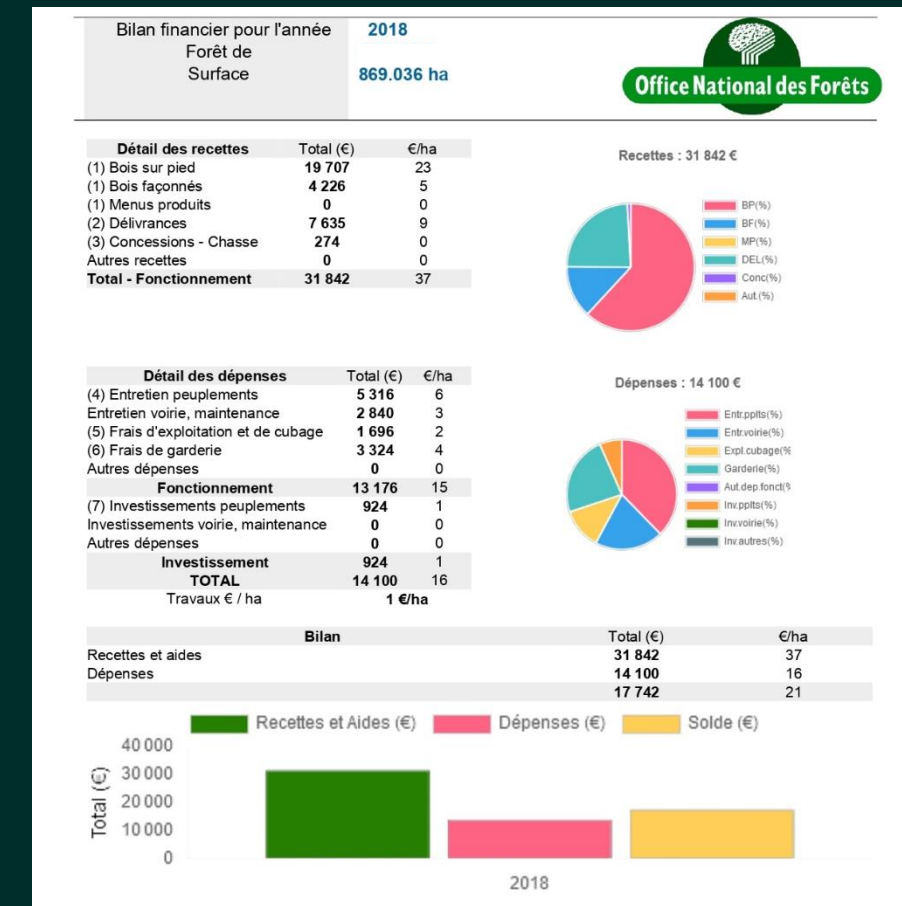 Bilan financier pour l'année 2018
Forêt de
Surface 869.036 ha
Office National des Forêts
Détail des recettes Total (€) €/ha
(1) Bois sur pied 19 707 23
(1) Bois façonnés 4 226 5
(1) Menus produits 0 0
(2) Délivrances 7 635 9
(3) Concessions - Chasse 274 0
Autres recettes 0 0
Total - Fonctionnement 31 842 37
Recettes : 31 842 €
BP(%)
BF(%)
MP(%)
DEL(%)
Conc(%)
Aut.(%)
Détail des dépenses Total (€) €/ha
(4) Entretien peuplements 5 316 6
Entretien voirie, maintenance 2 840 3
(5) Frais d'exploitation et de cubage 1 696 2
(6) Frais de garderie 3 324 4
Autres dépenses 0 0
Fonctionnement 13 176 15
(7) Investissements peuplements 924 1
Investissements voirie, maintenance 0 0
Autres dépenses 0 0
Investissement 924 1
TOTAL 14 100 16
Travaux € / ha 1 €/ha
Dépenses : 14 100 €
Entr.pplts(%)
Entr.voirie(%)
Expl.cubage(%
Garderie(%)
Aut.dep.fonct(%
Inv.pplts(%)
Inv.voirie(%)
Inv.autres(%)
Bilan Total (€) €/ha
Recettes et aides 31 842 37
Dépenses 14 100 16
17 742 21
Recettes et Aides (€) Dépenses (€) Solde (€)
Total (€)
40 000
30 000
20 000
10 000
0
2018